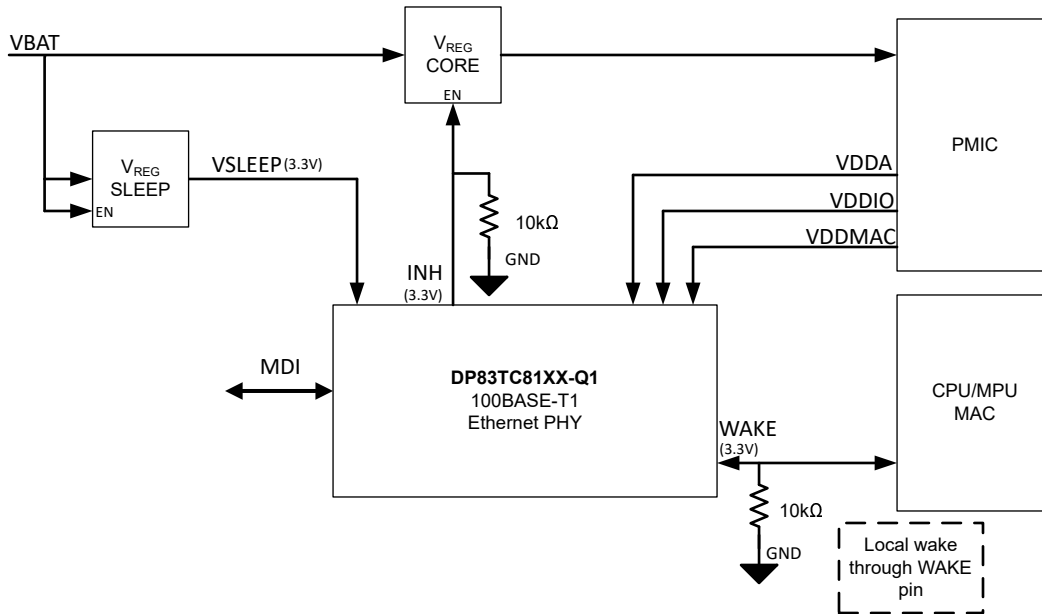 VBAT
VREG
CORE
EN
VREG
SLEEP
EN
VSLEEP(3.3V)
10kΩ
GND
INH
(3.3V)
VDDA
VDDIO
VDDMAC
PMIC
MDI
DP83TC81XX-Q1
100BASE-T1
Ethernet PHY
CPU/MPU
MAC
WAKE
(3.3V)
10kΩ
GND
Local wake
through WAKE
pin